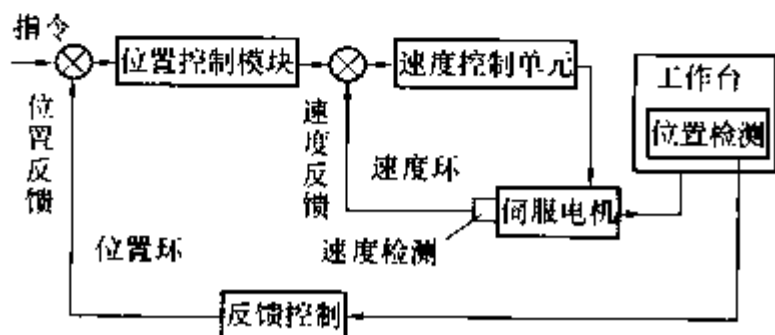 指令
位置控制模块
速度控制单元
工作台
位置检测
位置反馈
速度反馈
速度环
伺服电机
速度检测
位置环
反馈控制